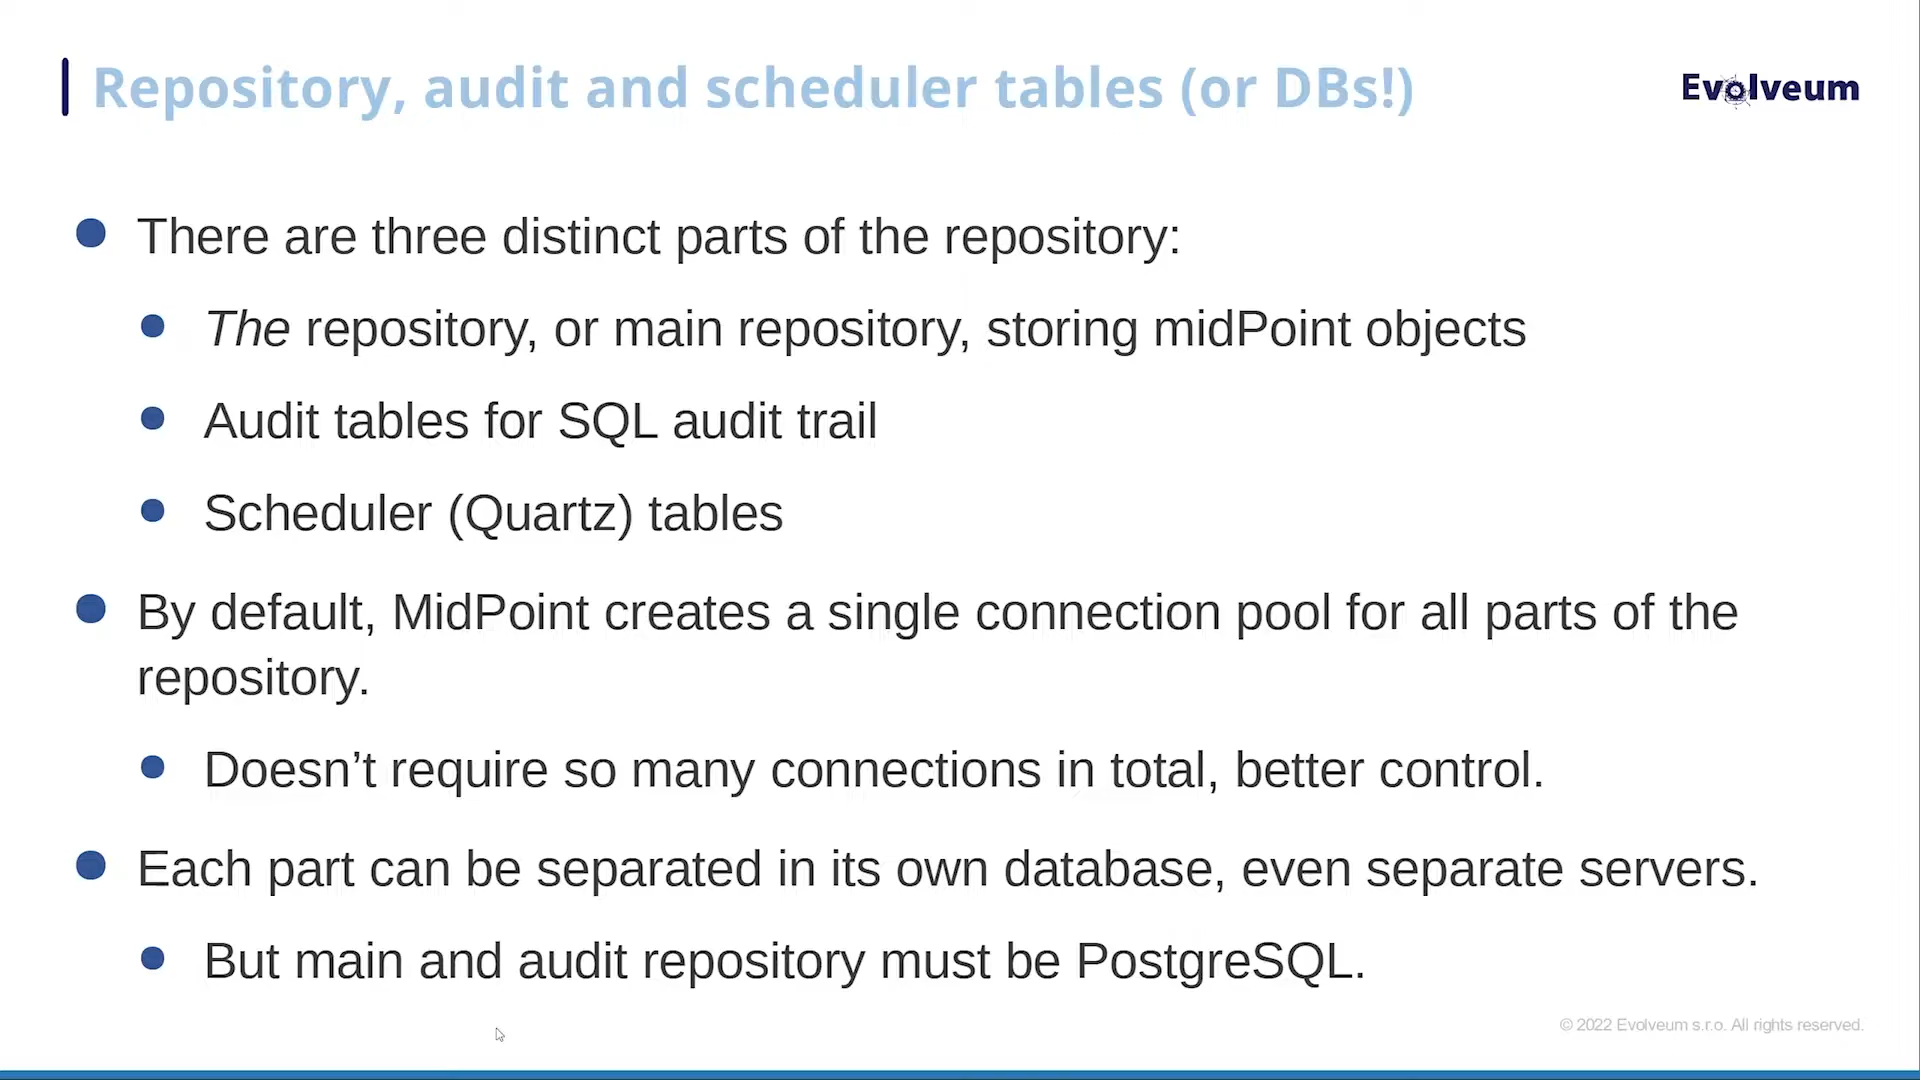 Repository, audit and scheduler tables (or DBs!)
Evolveum
There are three distinct parts of the repository:
The repository, or main repository, storing midPoint objects
Audit tables for SQL audit trail
Scheduler (Quartz) tables
By default, MidPoint creates a single connection pool for all parts of the
repository.
Doesn’t require so many connections in total, better control.
Each part can be separated in its own database, even separate servers.
But main and audit repository must be PostgreSQL.
© 2022 Evolveum s.r.o. All rights reserved.